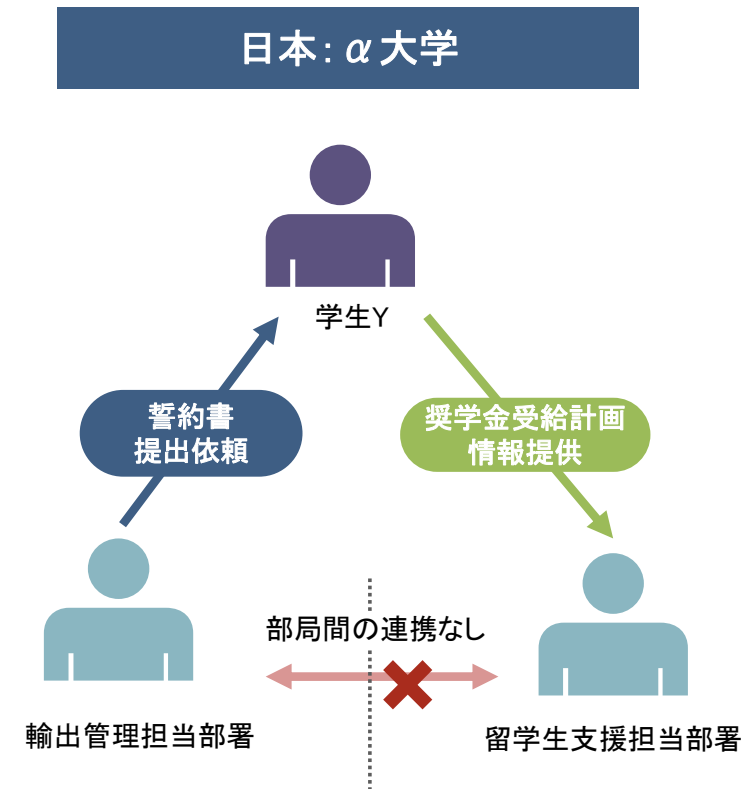 日本：α大学
学生Y
誓約書
提出依頼
奨学金受給計画
情報提供
部局間の連携なし
輸出管理担当部署
留学生支援担当部署